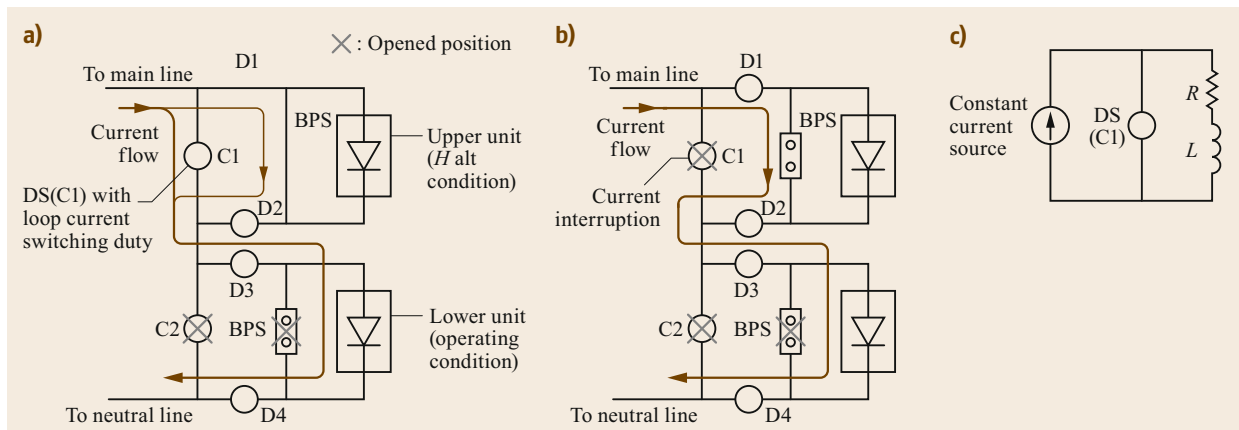 a)
: Opened position
D1
To main line
BPS
Current
flow
C1
Upper unit
(H alt
condition)
DS(C1) with
loop current
switching duty
D2
D3
C2
BPS
Lower unit
(operating
condition)
To neutral line
D4
b)
D1
To main line
BPS
Current
flow
C1
Current
interruption
D2
D3
C2
BPS
To neutral line
D4
c)
Constant
current
source
DS
(C1)
R
L